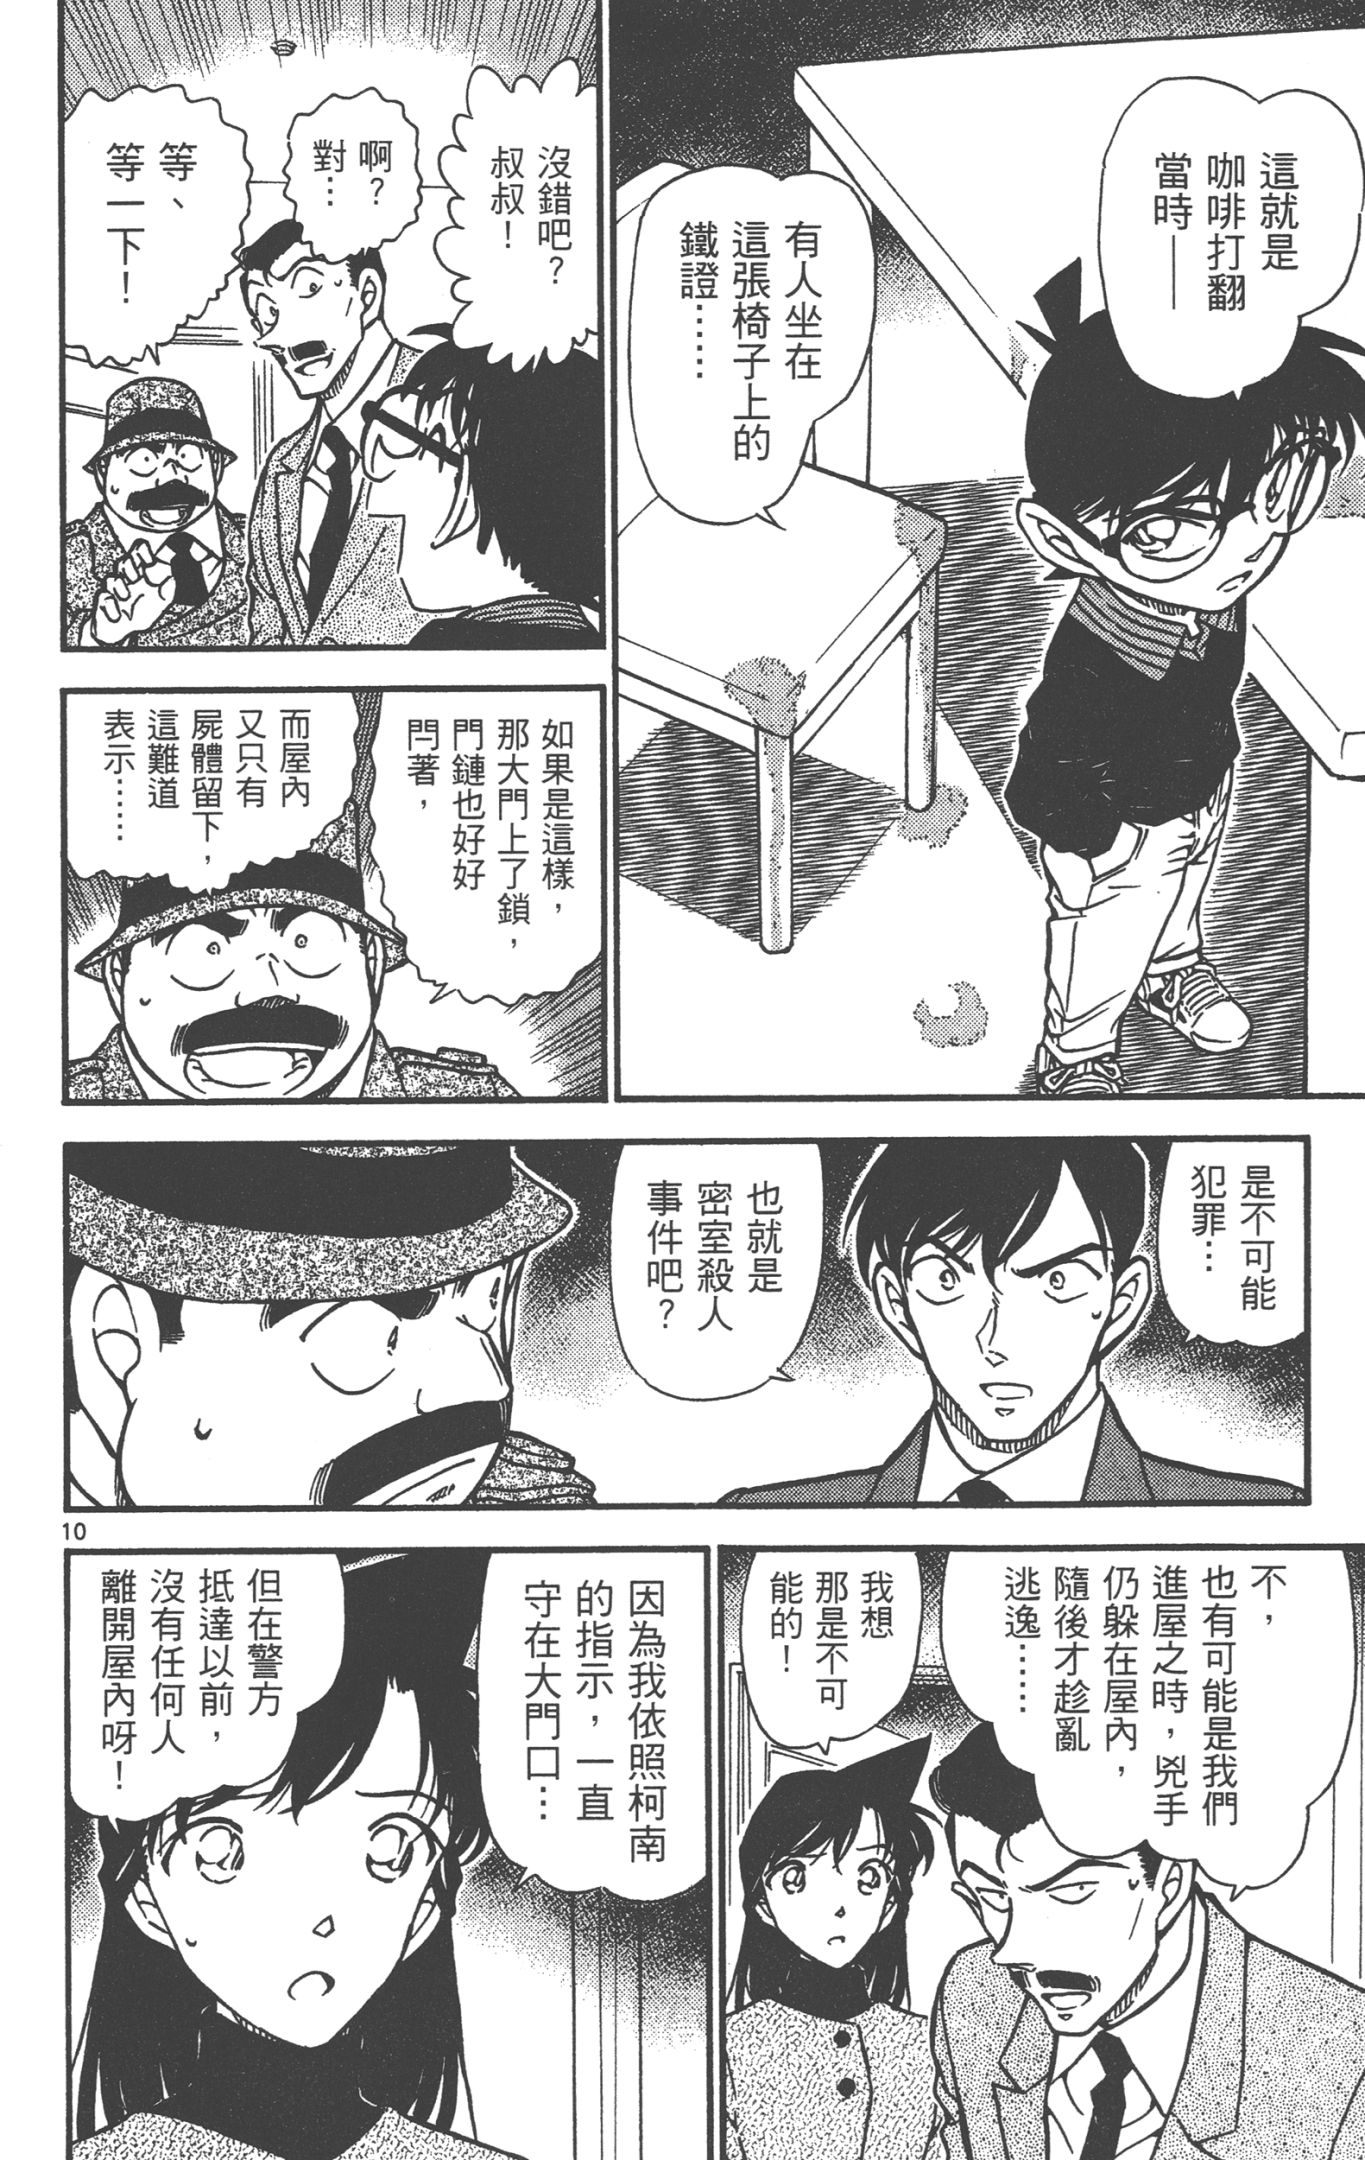 這就是
咖啡打翻
當時——
有人坐在
這張椅子上的
鐵證……
沒錯吧？
叔叔！
啊？
對…
等、
等一下！
如果是這樣，
那大門上了鎖，
門鏈也好好
閂著，
而屋內
又只有
屍體留下，
這難道
表示……
是不可能
犯罪…
也就是
密室殺人
事件吧？
不，
也有可能是我們
進屋之時，兇手
仍躲在屋內，
隨後才趁亂
逃逸……
我想
那是不可
能的！
因為我依照柯南
的指示，一直
守在大門口…
但在警方
抵達以前，
沒有任何人
離開屋內呀！
10